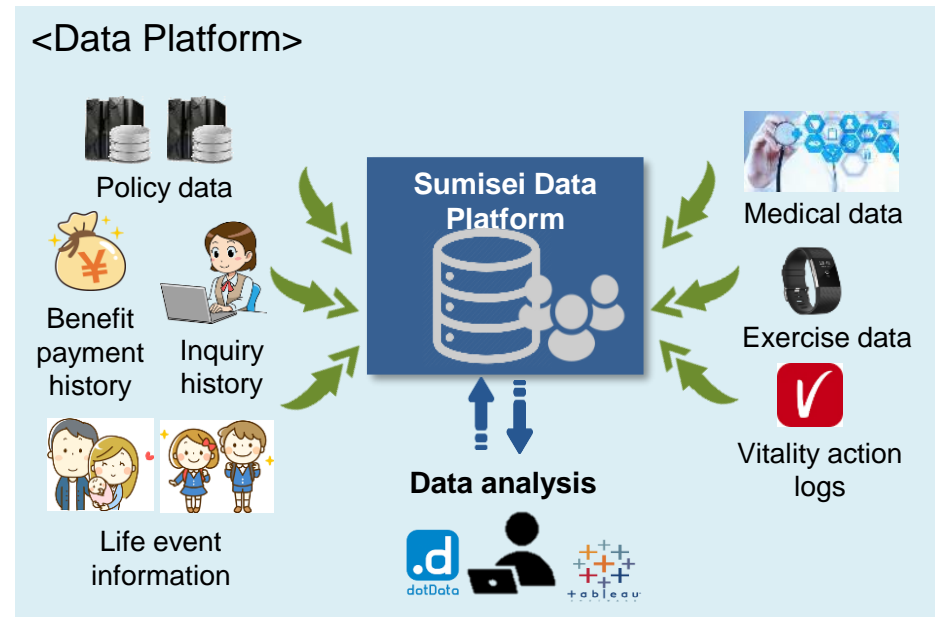 <Data Platform>
Policy data
Benefit
payment
history
Inquiry
history
Life event
information
Sumisei Data
Platform
Data analysis
.d
dotData
+ a b l e a u
Medical data
Exercise data
Vitality action
logs